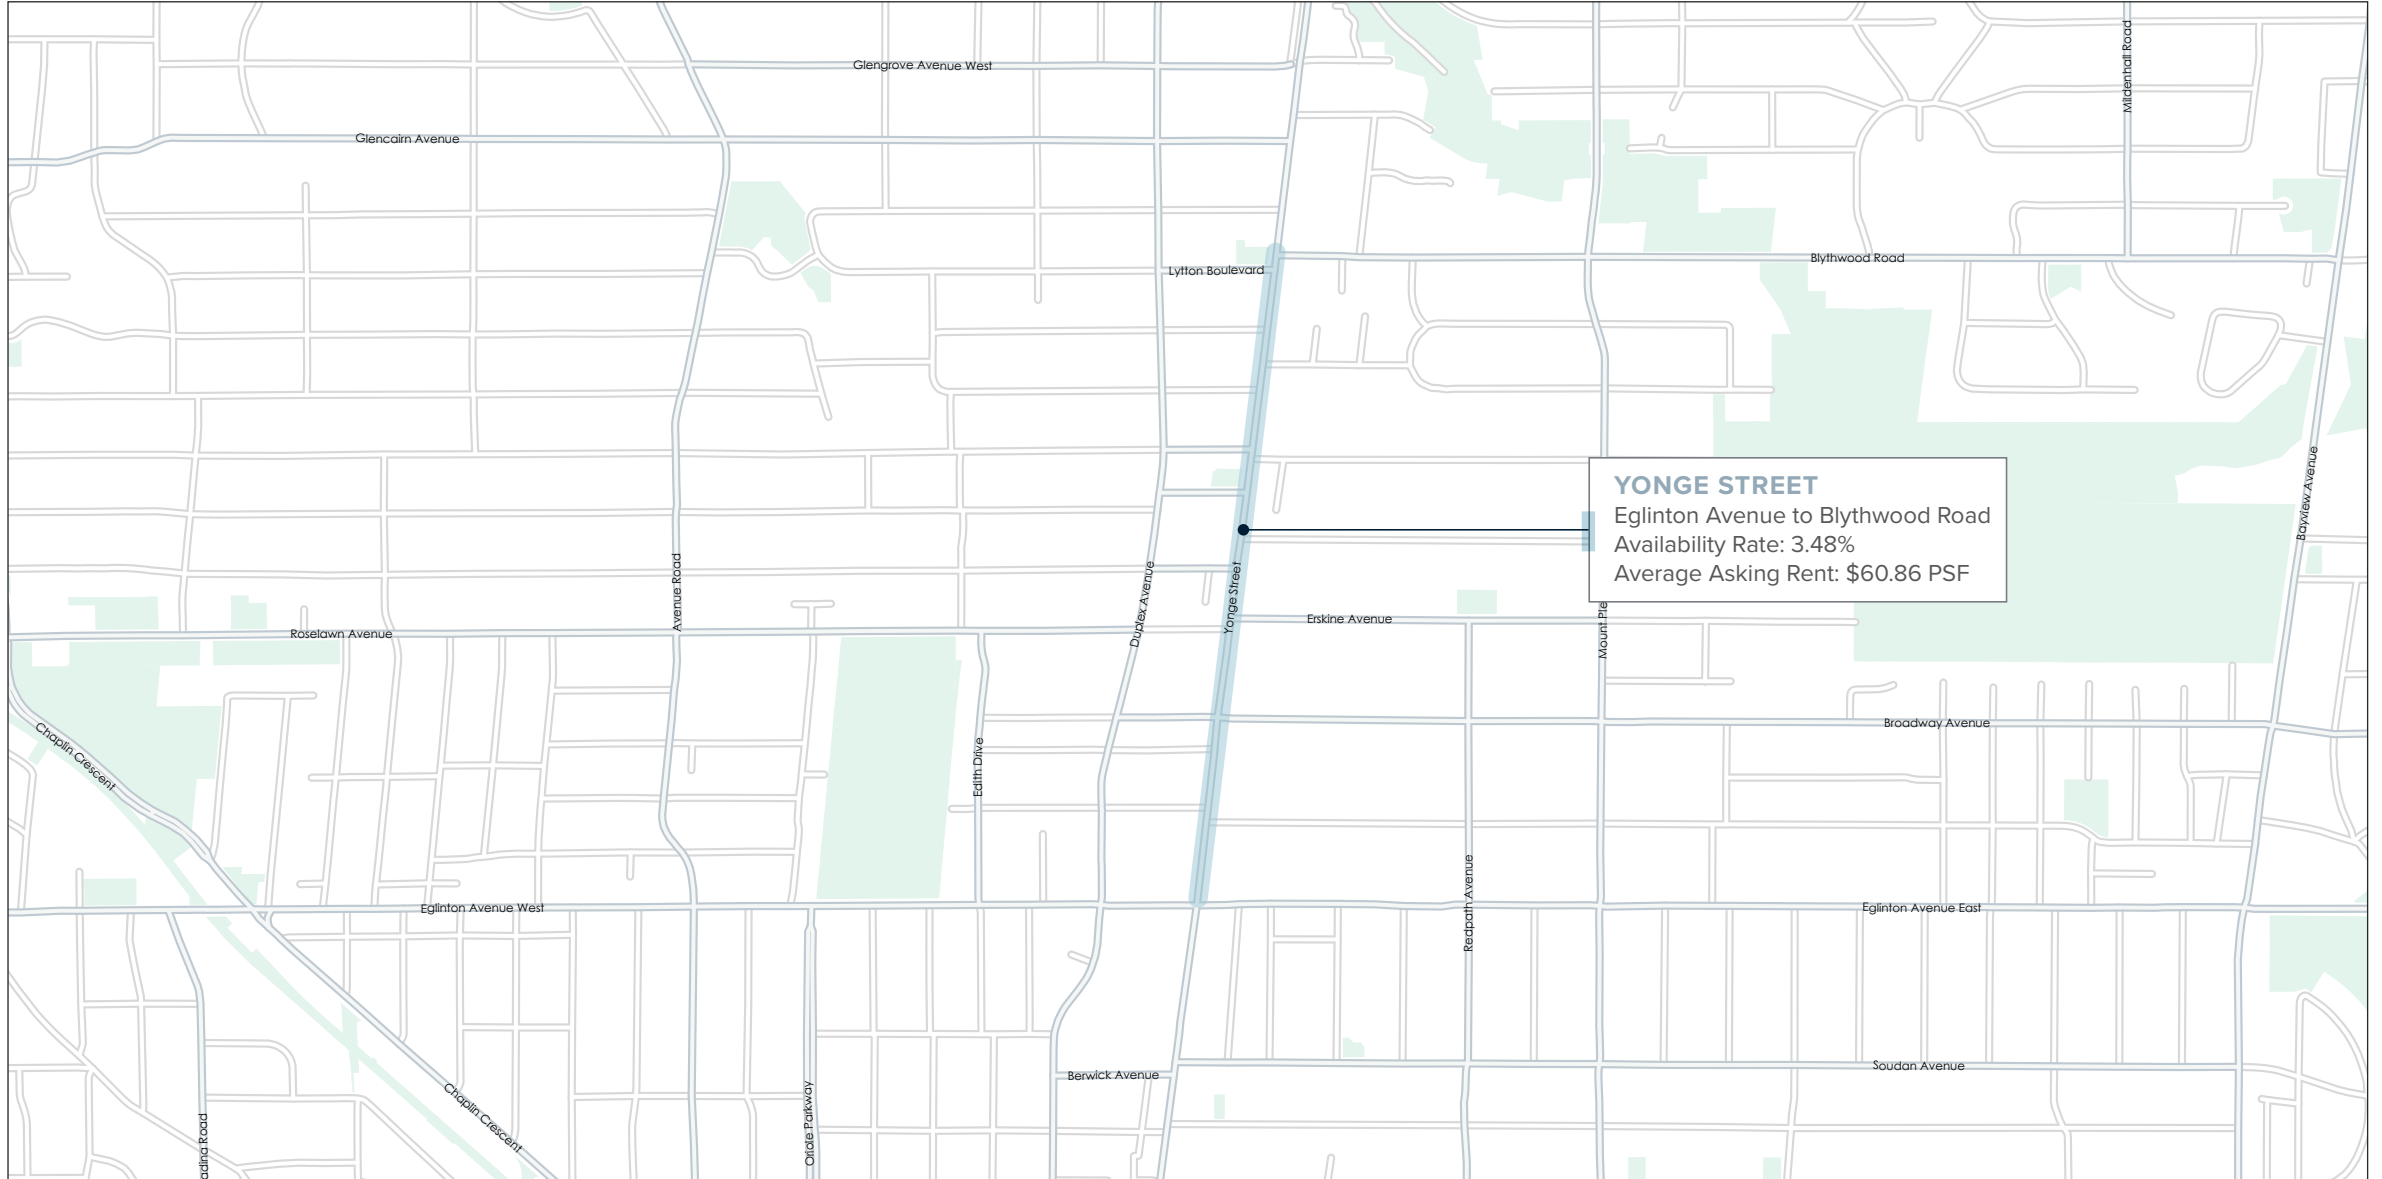 Mildenhall Road
Glengrove Avenue West
Glencairn Avenue
Blythwood Road
Lytton Boulevard
Bayview Avenue
YONGE STREET
Eglinton Avenue to Blythwood Road
Availability Rate: 3.48%
Average Asking Rent: $60.86 PSF
Avenue Road
Duplex Avenue
Yonge Street
Erskine Avenue
Mount
Roselawn Avenue
Broadway Avenue
Chaplin Crescent
Edith Drive
Redpath Avenue
Eglinton Avenue West
Eglinton Avenue East
Soudan Avenue
Berwick Avenue
Chaplin Crescent
Oriole Parkway
Road